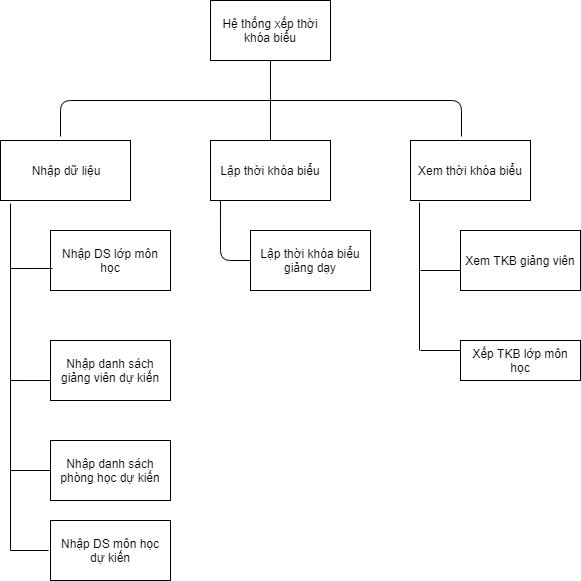 Hệ thống xếp thời
khóa biểu
Nhập dữ liệu
Lập thời khóa biểu
Xem thời khóa biểu
Nhập DS lớp môn
học
Nhập danh sách
giảng viên dự kiến
Nhập danh sách
phòng học dự kiến
Nhập DS môn học
dự kiến
Lập thời khóa biểu
giảng dạy
Xem TKB giảng viên
Xếp TKB lớp môn
học